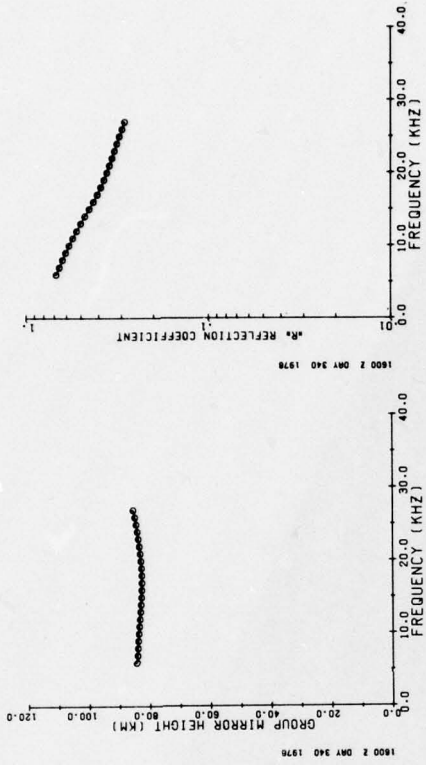 120.0
100.0
80.0
60.0
40.0
20.0
0.0
GROUP MIRROR HEIGHT (KM)
0.0 10.0 20.0 30.0 40.0
FREQUENCY (KHZ)
1600 Z DAY 340 1978
1.
.1
.01
REFLECTION COEFFICIENT
0.0 10.0 20.0 30.0 40.0
FREQUENCY (KHZ)
1600 Z DAY 340 1978